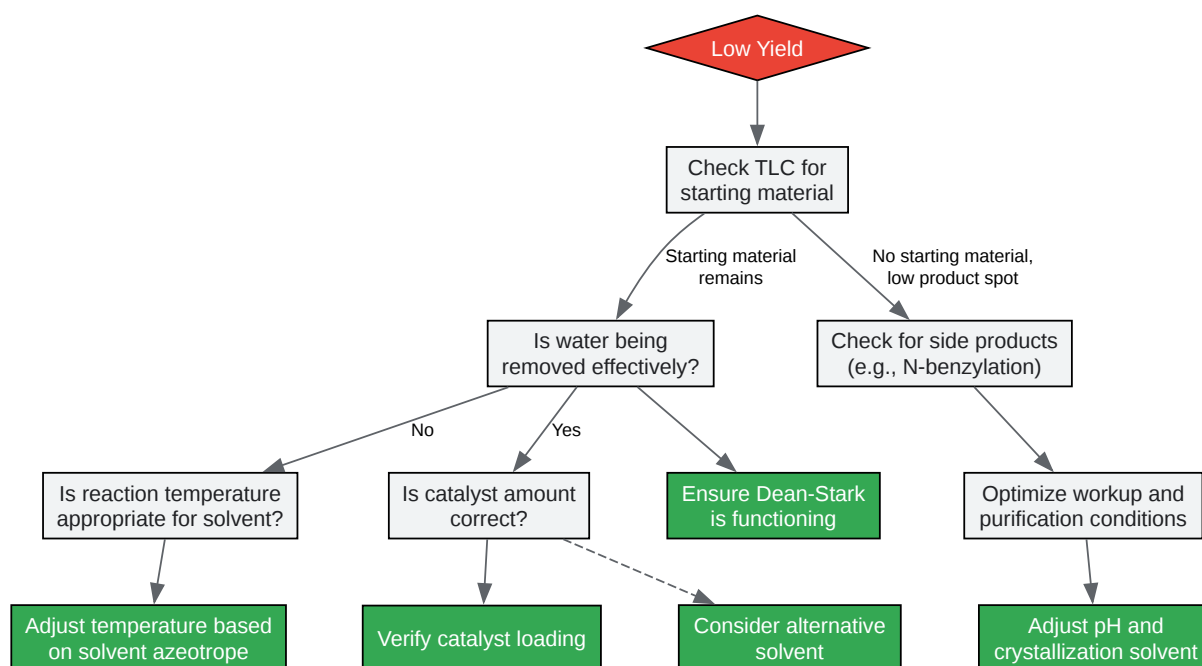 Low Yield
Check TLC for
starting material
Starting material
remains
No starting material,
low product spot
Is water being
removed effectively?
Check for side products
(e.g., N-benzylation)
No
Yes
Is reaction temperature
appropriate for solvent?
Is catalyst amount
correct?
Ensure Dean-Stark
is functioning
Optimize workup and
purification conditions
Adjust temperature based
on solvent azeotrope
Verify catalyst loading
Consider alternative
solvent
Adjust pH and
crystallization solvent